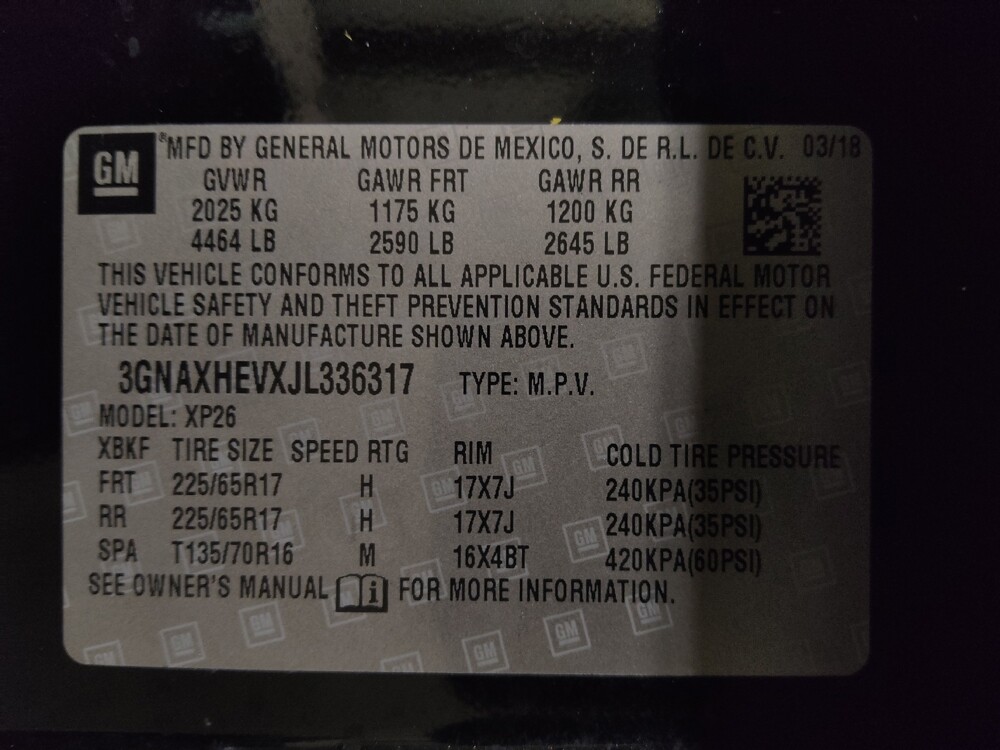 GM
®MFD BY GENERAL MOTORS DE MEXICO, S. DE R.L. DE C.V. 03/18
GVWR GAWR FRT GAWR RR
2025 KG 1175 KG 1200 KG
4464 LB 2590 LB 2645 LB
THIS VEHICLE CONFORMS TO ALL APPLICABLE U.S. FEDERAL MOTOR
VEHICLE SAFETY AND THEFT PREVENTION STANDARDS IN EFFECT ON
THE DATE OF MANUFACTURE SHOWN ABOVE.
3GNAXHEVXJL336317 TYPE: M.P.V.
MODEL: XP26
XBKF TIRE SIZE SPEED RTG RIM COLD TIRE PRESSURE
FRT 225/65R17 H 17X7J 240KPA(35PSI)
RR 225/65R17 H 17X7J 240KPA(35PSI)
SPA T135/70R16 M 16X4BT 420KPA(60PSI)
SEE OWNER'S MANUAL i FOR MORE INFORMATION.